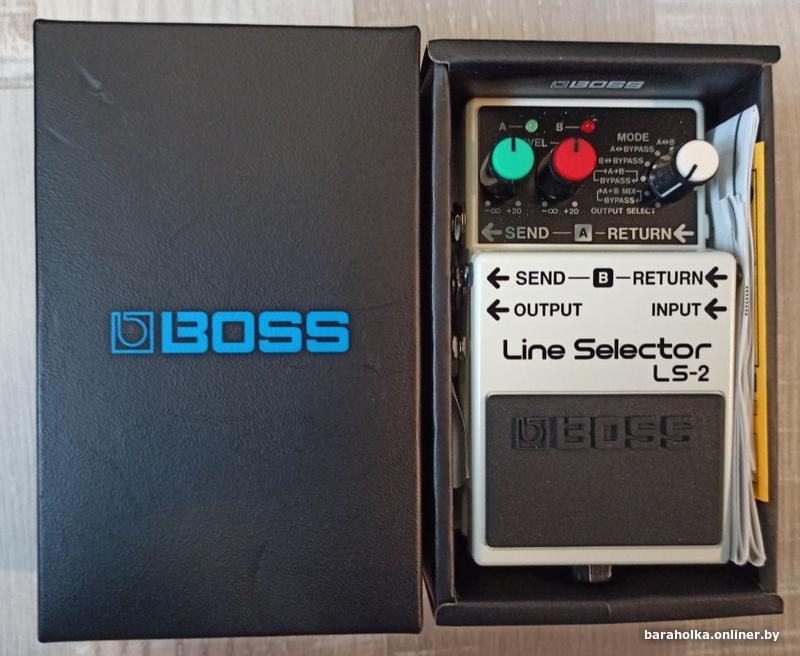 BOSS
BOSS
A B
LEVEL
MODE
A⇔BYPASS A⇔B
B⇔BYPASS
A→B
BYPASS
A+B MIX
BYPASS
-∞ +20 -∞ +20 OUTPUT SELECT
← SEND — A — RETURN ←
← SEND — B — RETURN ←
← OUTPUT INPUT ←
Line Selector
LS-2
BOSS
baraholka.onliner.by